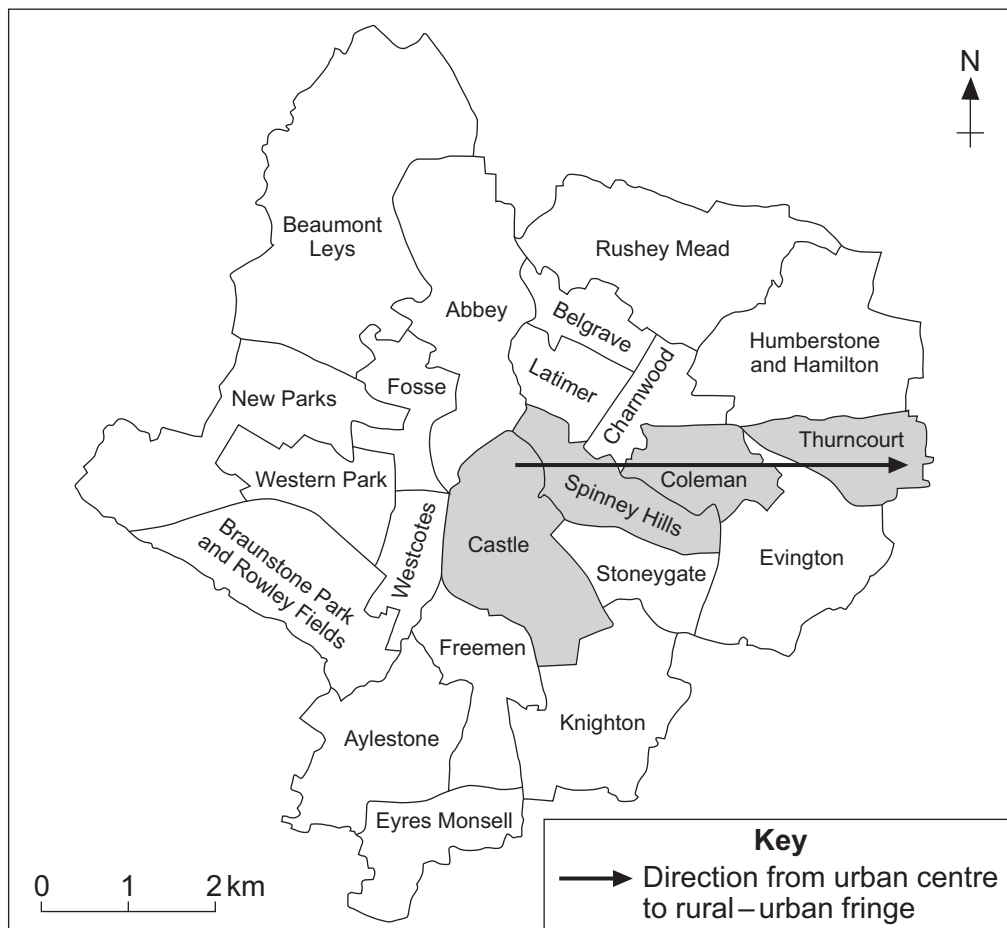 N
Beaumont
Leys
Rushey Mead
Abbey
Belgrave
Humberstone
and Hamilton
Latimer
Charnwood
Fosse
New Parks
Thurncourt
Western Park
Coleman
Spinney Hills
Westcotes
Castle
Stoneygate
Evington
Braunstone Park
and Rowley Fields
Freemen
Knighton
Aylestone
Eyres Monsell
Key
Direction from urban centre
to rural–urban fringe
0 1 2 km